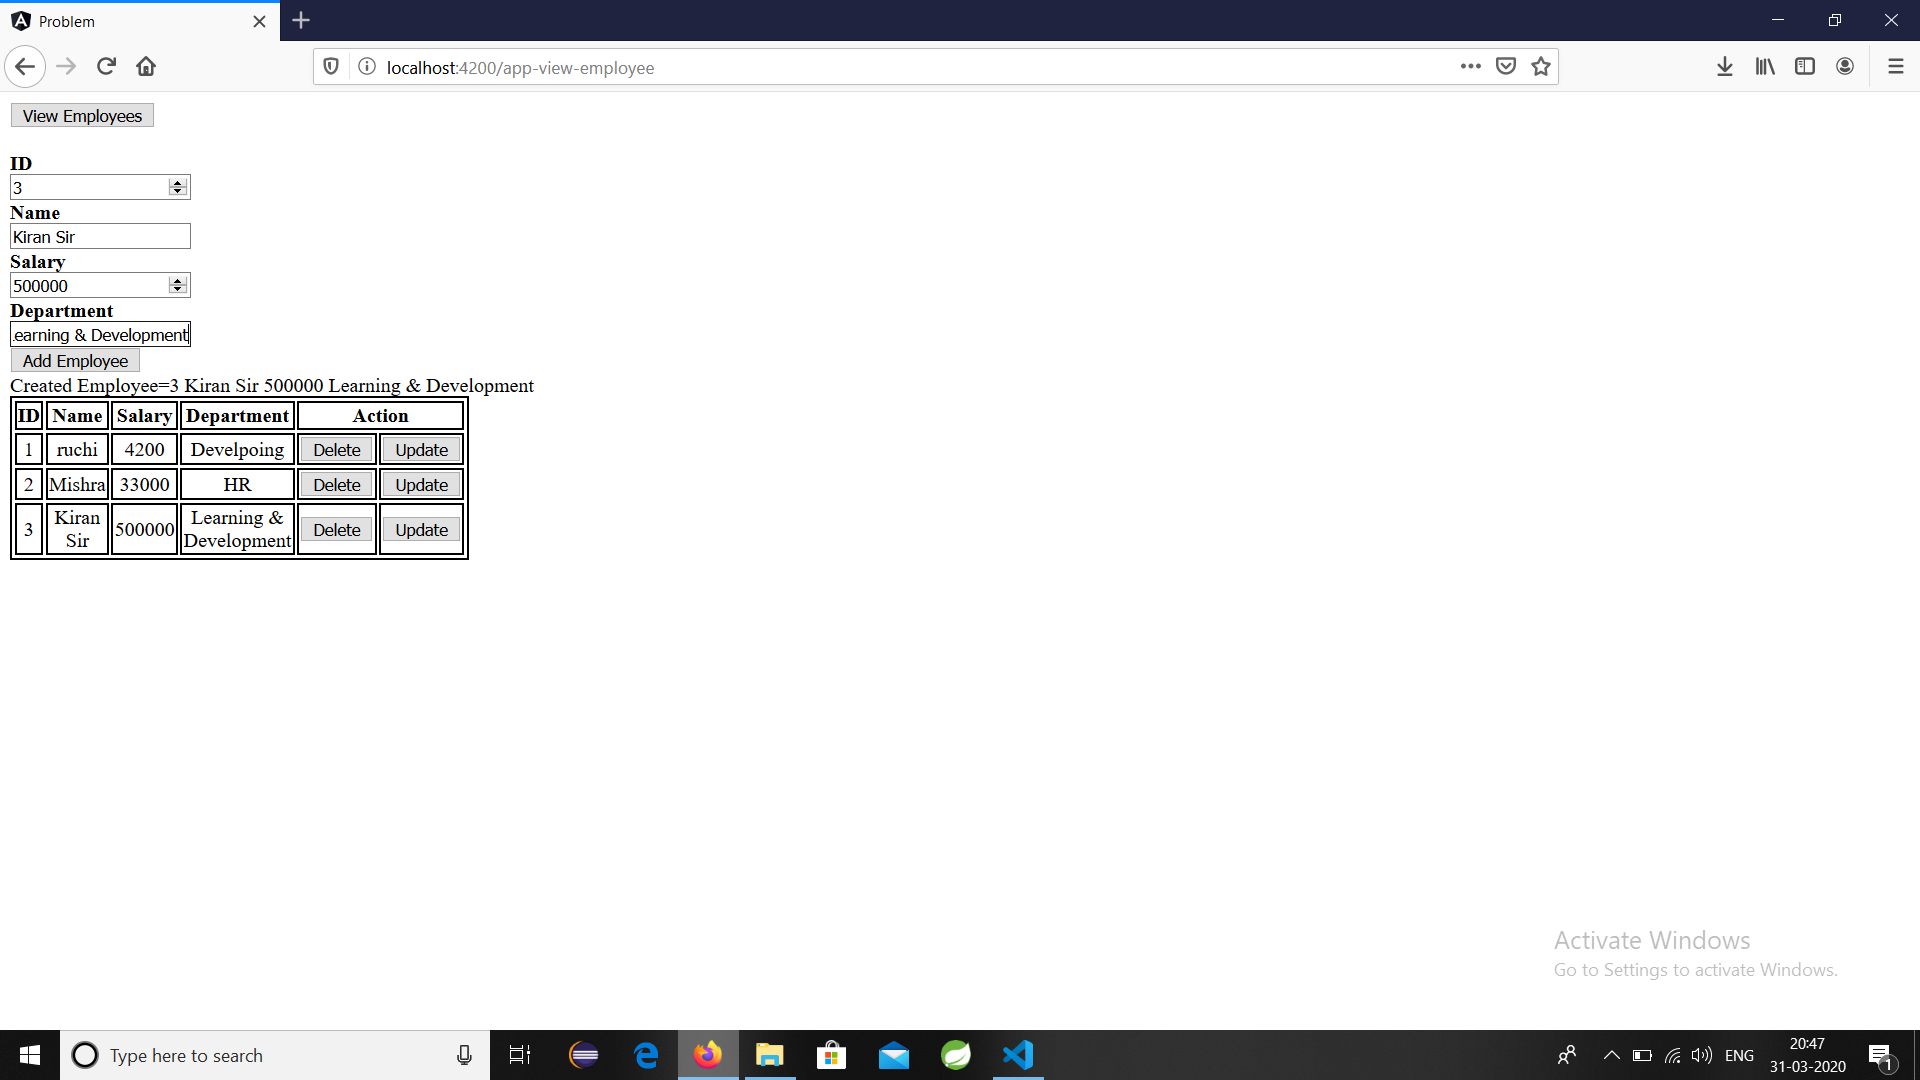 Problem
localhost:4200/app-view-employee
View Employees
ID
3
Name
Kiran Sir
Salary
500000
Department
earning & Development
Add Employee
Created Employee=3 Kiran Sir 500000 Learning & Development
ID Name Salary Department Action
1 ruchi 4200 Develpoing Delete Update
2 Mishra 33000 HR Delete Update
3 Kiran Sir 500000 Learning & Development Delete Update
Activate Windows
Go to Settings to activate Windows.
Type here to search
ENG
20:47
31-03-2020
1